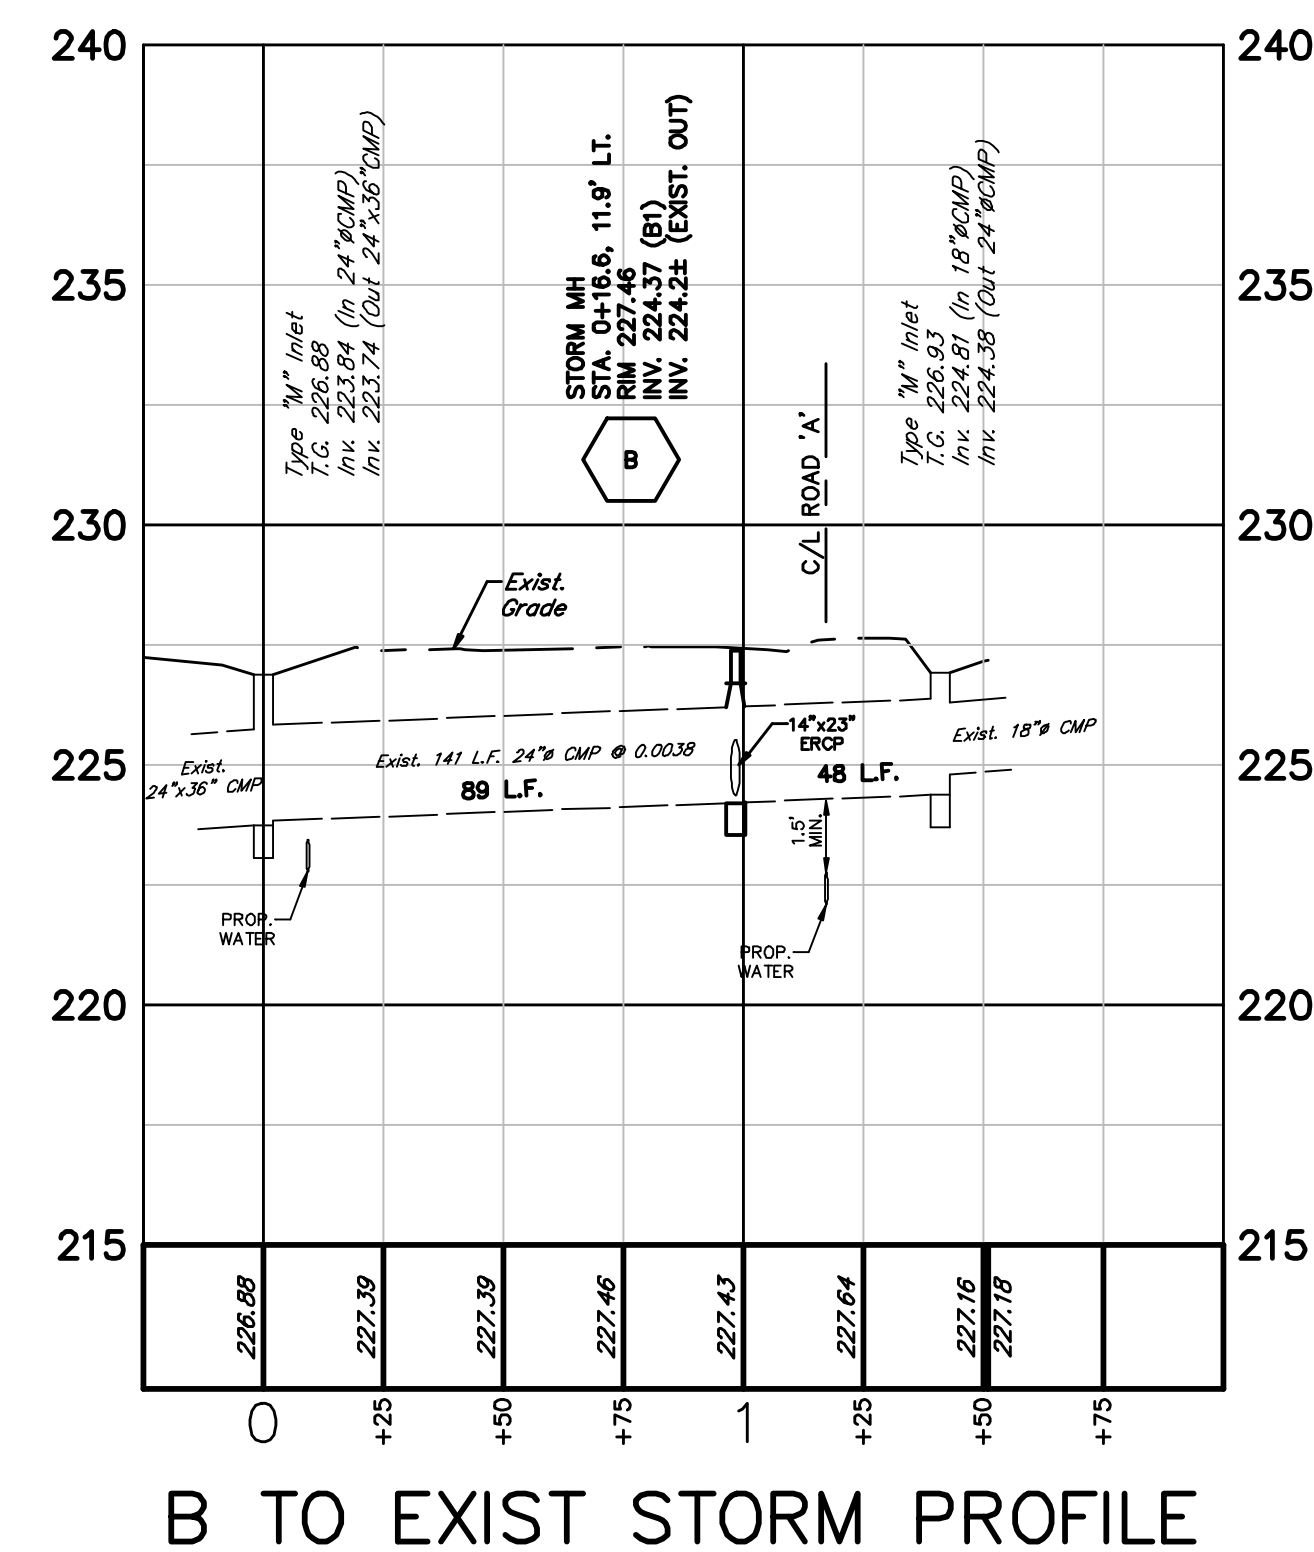 240
240
235
235
230
230
225
225
220
220
215
215
Type "M" Inlet
T.G. 226.88
Inv. 223.84 (In 24"øCMP)
Inv. 223.74 (Out 24"x36"CMP)
STORM MH
STA. 0+16.6, 11.9' LT.
RIM 227.46
INV. 224.37 (B1)
INV. 224.2± (EXIST. OUT)
B
C/L ROAD 'A'
Type "M" Inlet
T.G. 226.93
Inv. 224.81 (In 18"øCMP)
Inv. 224.38 (Out 24"øCMP)
Exist.
Grade
14"x23"
ERCP
Exist. 18"ø CMP
Exist. 141 L.F. 24"ø CMP @ 0.0038
Exist.
24"x36" CMP
89 L.F.
48 L.F.
1.5'
MIN.
PROP.
WATER
PROP.
WATER
226.88
227.39
227.39
227.46
227.43
227.64
227.16
227.18
0
+25
+50
+75
1
+25
+50
+75
B TO EXIST STORM PROFILE